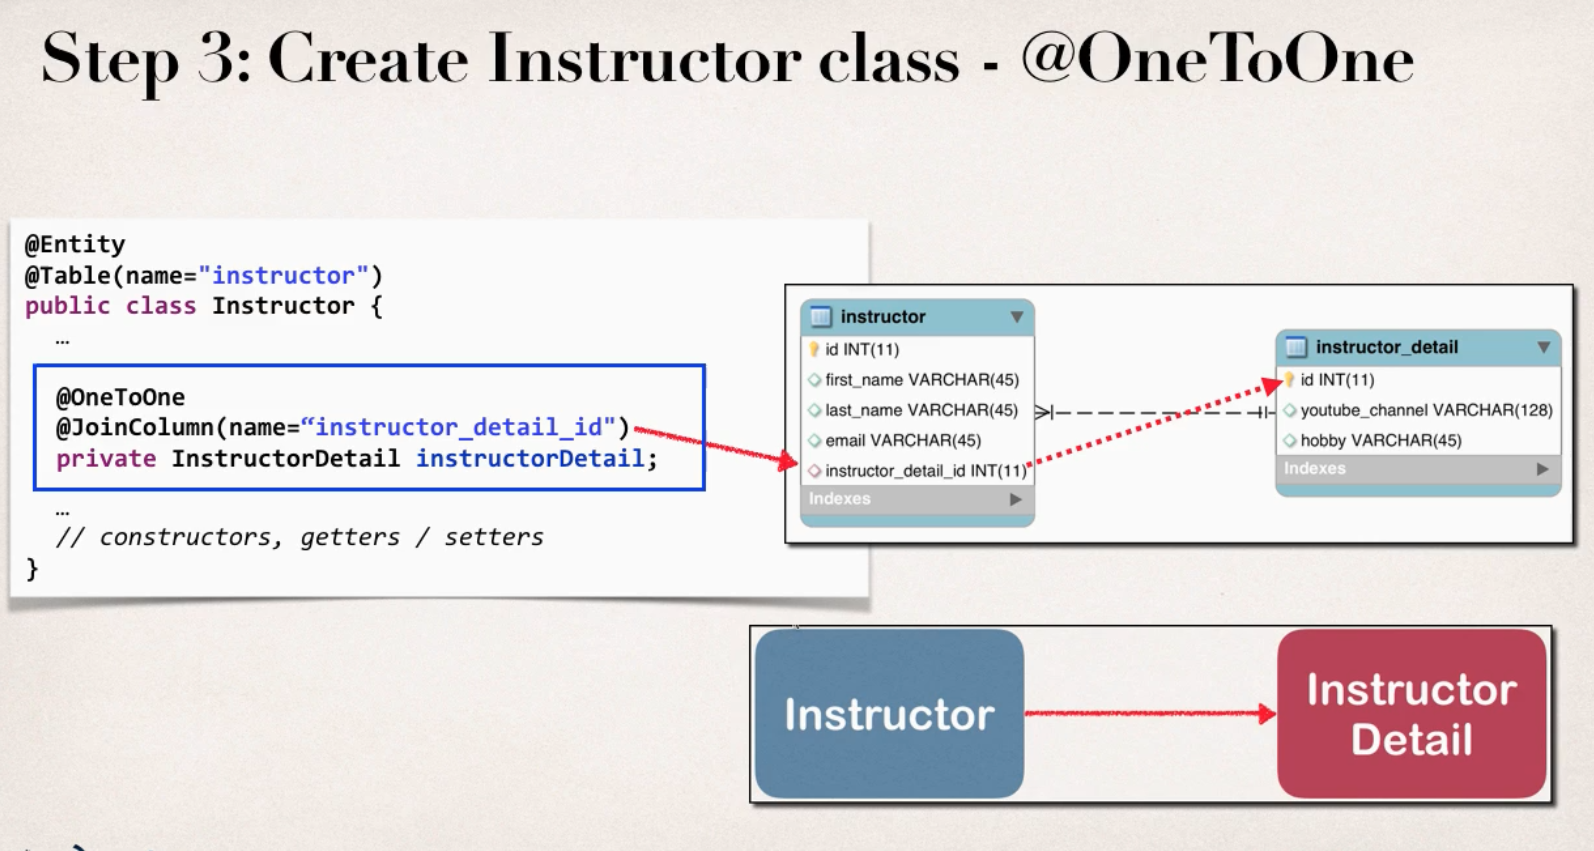 Step 3: Create Instructor class - @OneToOne
@Entity
@Table(name="instructor")
public class Instructor {
…
@OneToOne
@JoinColumn(name=“instructor_detail_id")
private InstructorDetail instructorDetail;
…
// constructors, getters / setters
}
instructor
id INT(11)
first_name VARCHAR(45)
last_name VARCHAR(45)
email VARCHAR(45)
instructor_detail_id INT(11)
Indexes
instructor_detail
id INT(11)
youtube_channel VARCHAR(128)
hobby VARCHAR(45)
Indexes
Instructor
Instructor
Detail